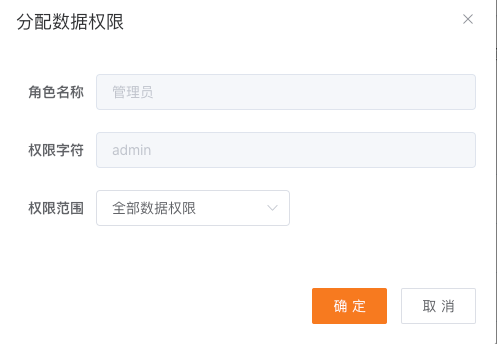 分配数据权限
角色名称 管理员
权限字符 admin
权限范围 全部数据权限
确 定 取 消